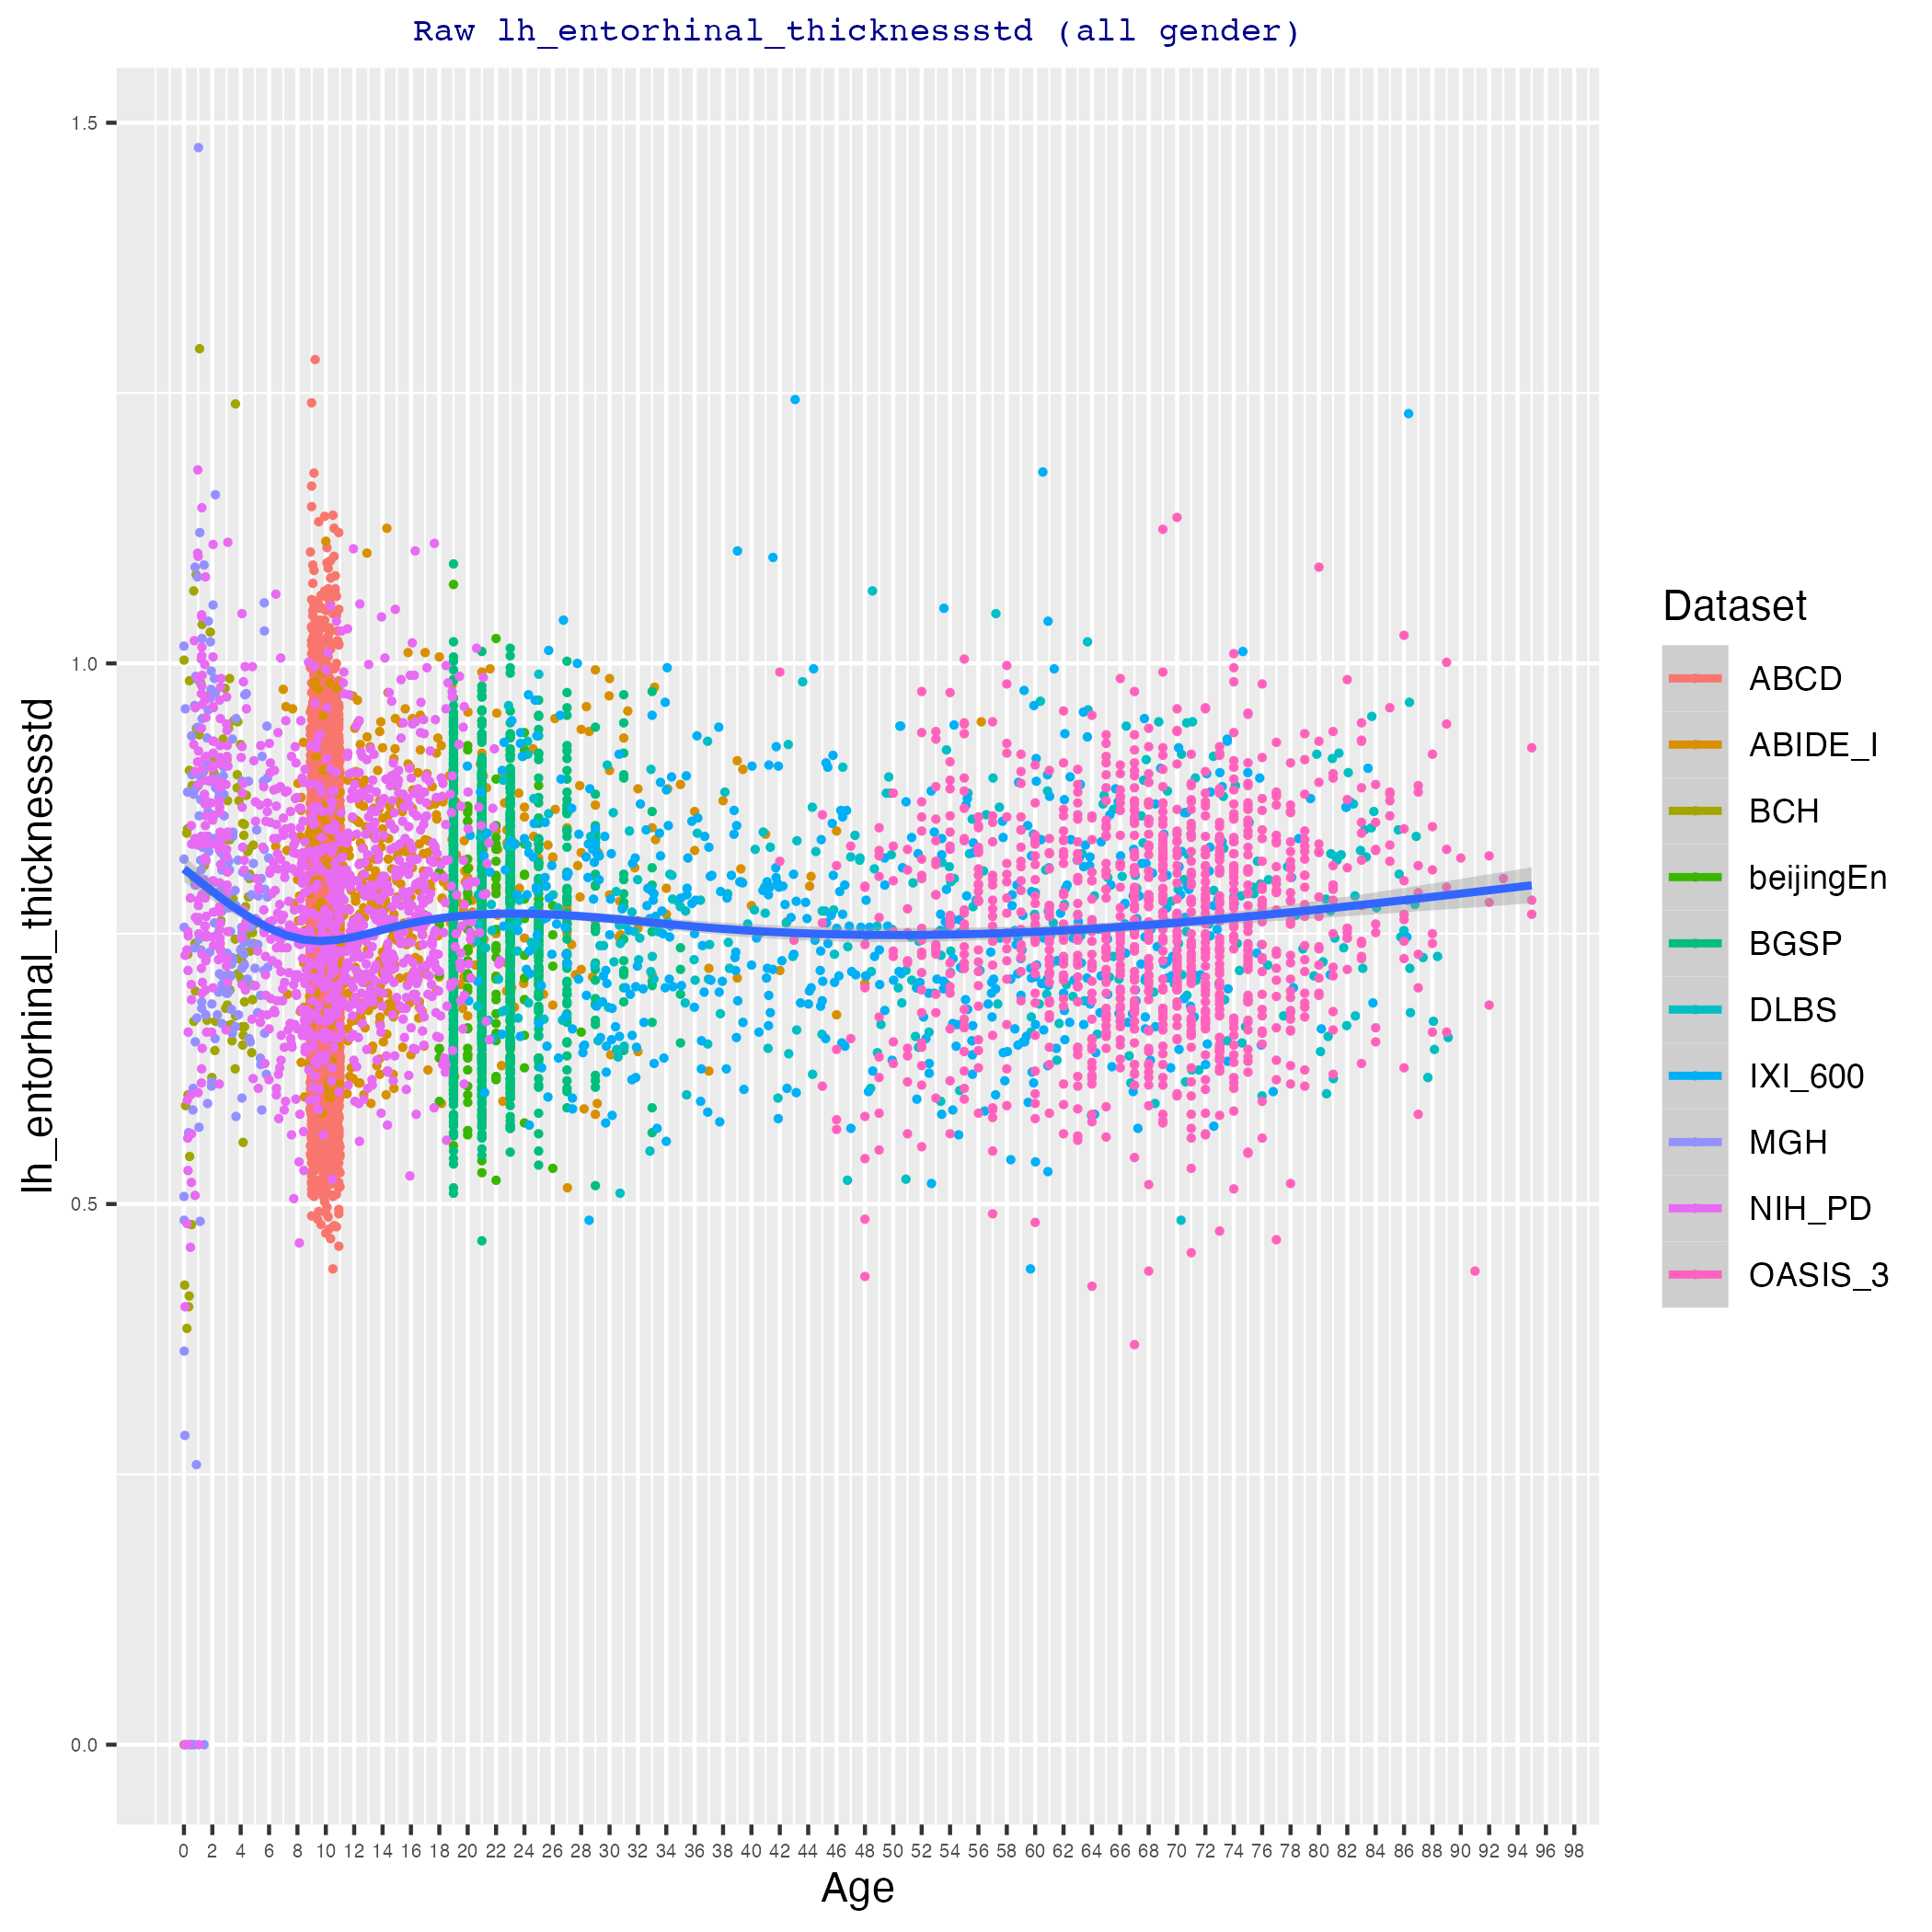 Raw lh_entorhinal_thicknessstd (all gender)
lh_entorhinal_thicknessstd
1.5
1.0
0.5
0.0
0 2 4 6 8 10 12 14 16 18 20 22 24 26 28 30 32 34 36 38 40 42 44 46 48 50 52 54 56 58 60 62 64 66 68 70 72 74 76 78 80 82 84 86 88 90 92 94 96 98
Age
Dataset
ABCD
ABIDE_I
BCH
beijingEn
BGSP
DLBS
IXI_600
MGH
NIH_PD
OASIS_3